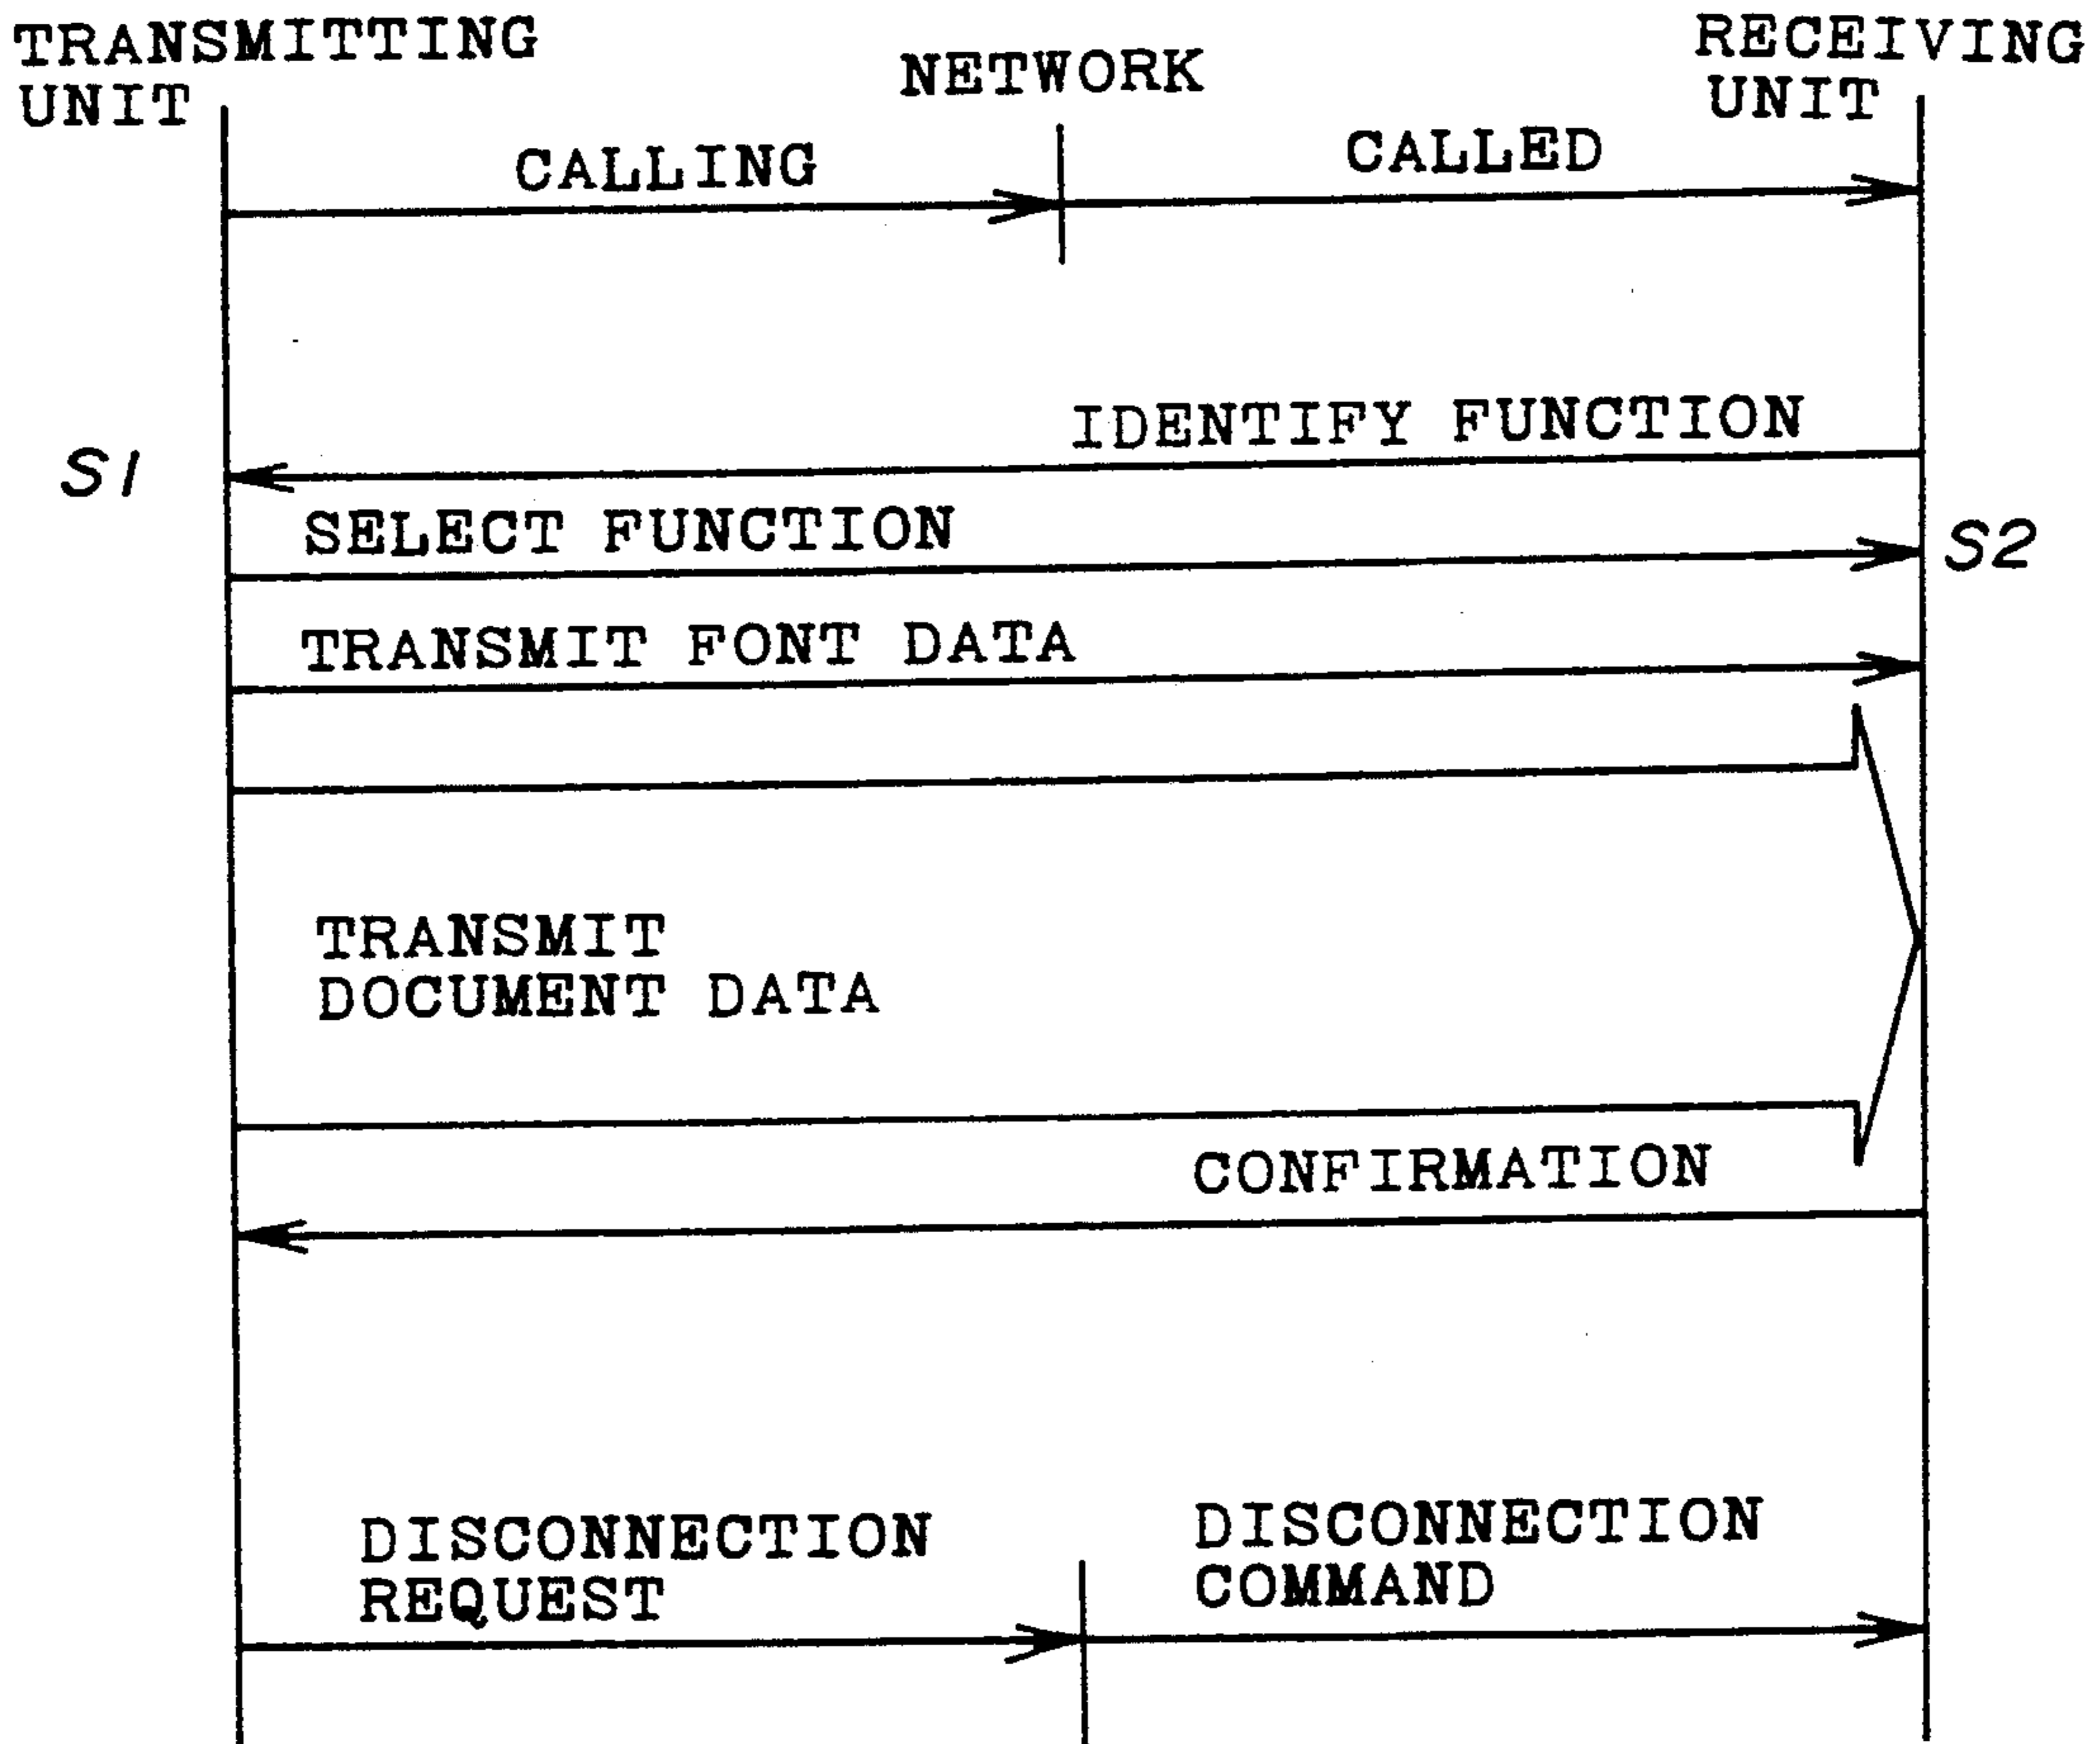 TRANSMITTING
UNIT
NETWORK
RECEIVING
UNIT
CALLING
CALLED
IDENTIFY FUNCTION
S1
SELECT FUNCTION
S2
TRANSMIT FONT DATA
TRANSMIT
DOCUMENT DATA
CONFIRMATION
DISCONNECTION
REQUEST
DISCONNECTION
COMMAND